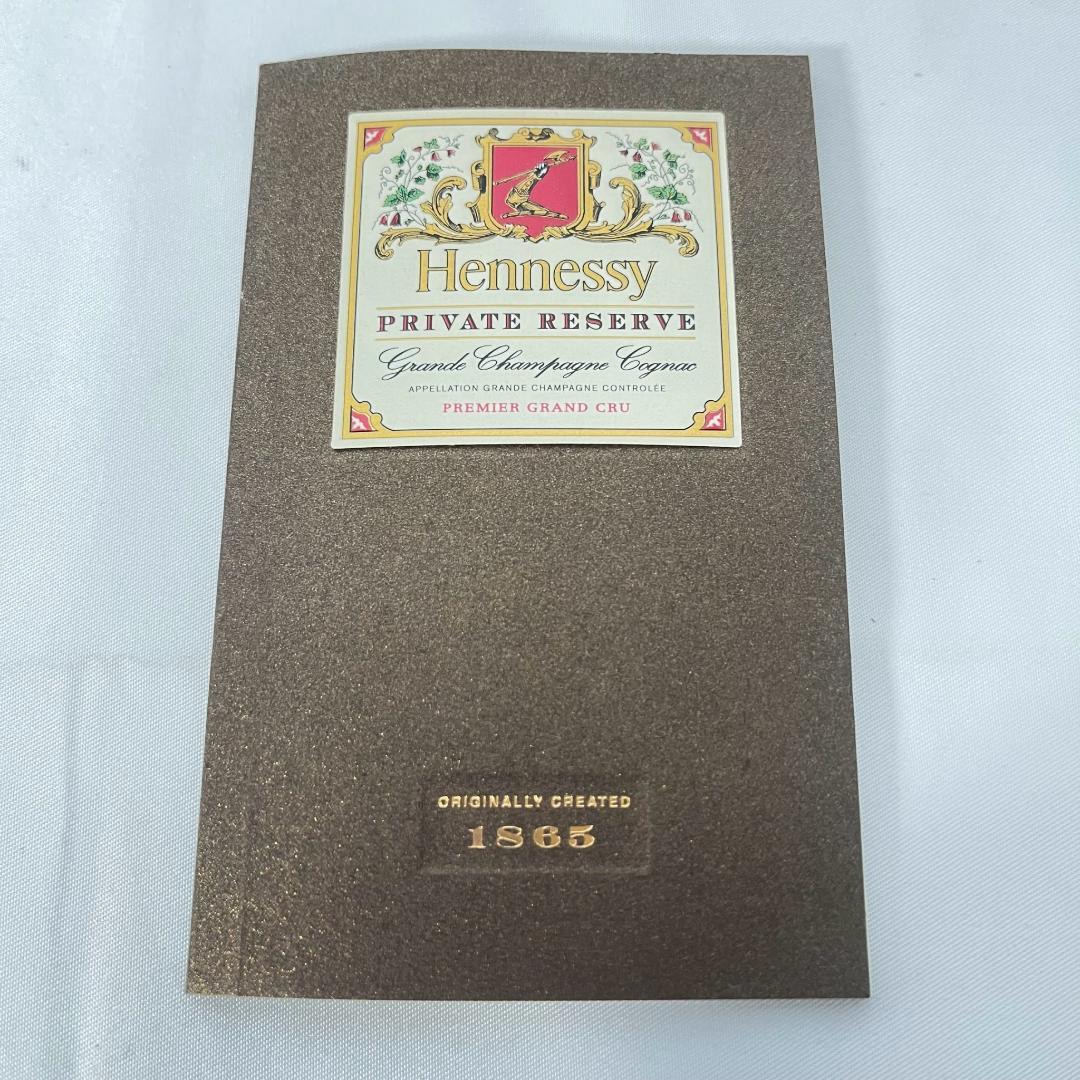 Hennessy
PRIVATE RESERVE
Grande Champagne Cognac
APPELLATION GRANDE CHAMPAGNE CONTROLÉE
PREMIER GRAND CRU
ORIGINALLY CREATED
1865